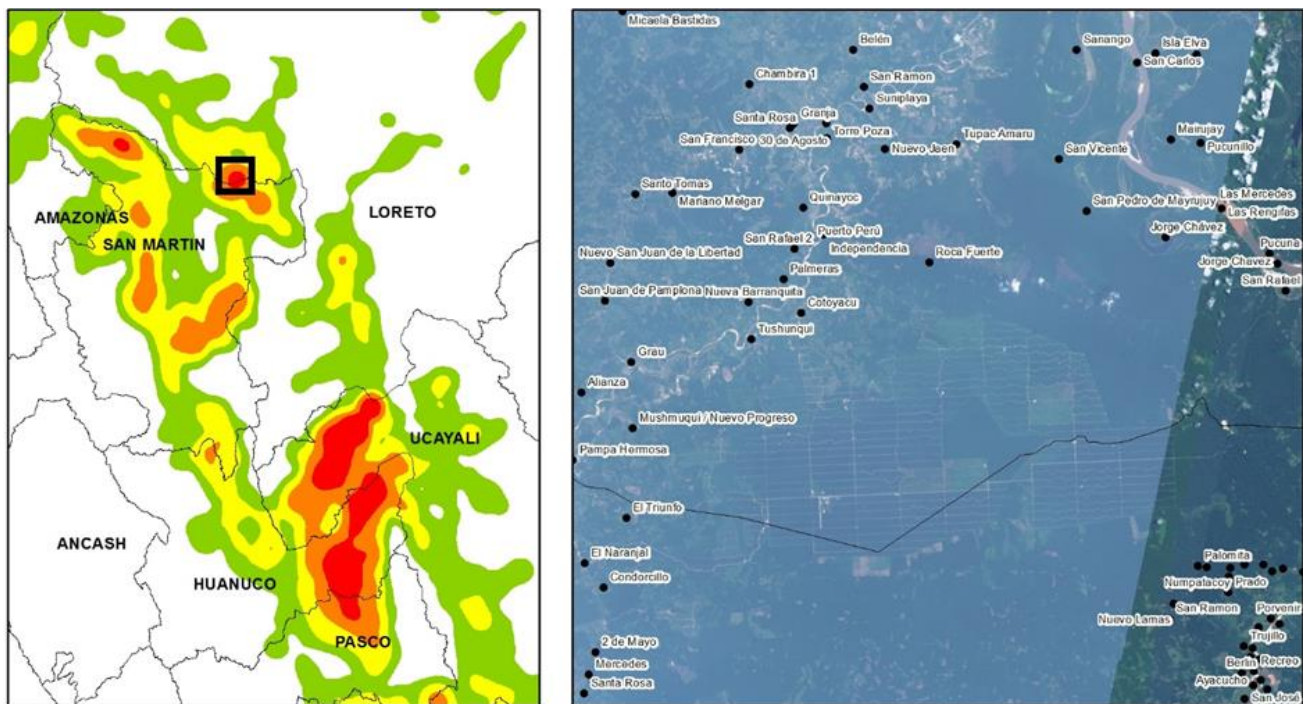 AMAZONAS
SAN MARTIN
LORETO
UCAYALI
ANCASH
HUANUCO
PASCO
Micaela Bastidas
Belén
Sanango
Isla Elva
San Carlos
Chambira 1
San Ramon
Suniplaya
Santa Rosa
Granja
Torro Poza
San Francisco
30 de Agosto
Nuevo Jaen
Tupac Amaru
Mairujay
Pucunillo
San Vicente
Santo Tomas
Mariano Melgar
Quinayoc
San Pedro de Mayrujuy
Las Mercedes
Las Rengifas
Puerto Perú
San Rafael 2
Independencia
Jorge Chávez
Nuevo San Juan de la Libertad
Roca Fuerte
Pucuna
Jorge Chavez
Palmeras
San Rafael
San Juan de Pamplona
Nueva Barranquita
Cotoyacu
Tushunqui
Grau
Alianza
Mushmuqui / Nuevo Progreso
Pampa Hermosa
El Triunfo
El Naranjal
Condorcillo
Palomita
Numpatacoy
Prado
San Ramon
Nuevo Lamas
Porvenir
Trujillo
2 de Mayo
Mercedes
Santa Rosa
Berlin
Recreo
Ayacucho
San José